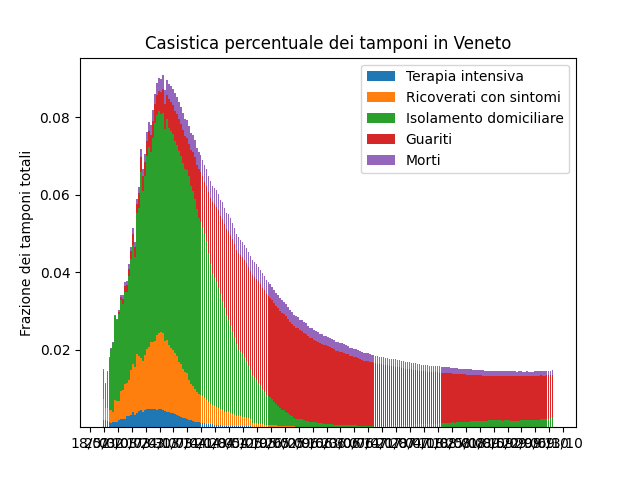 Casistica percentuale dei tamponi in Veneto
Terapia intensiva
Ricoverati con sintomi
Isolamento domiciliare
Guariti
Morti
Frazione dei tamponi totali
0.08
0.06
0.04
0.02